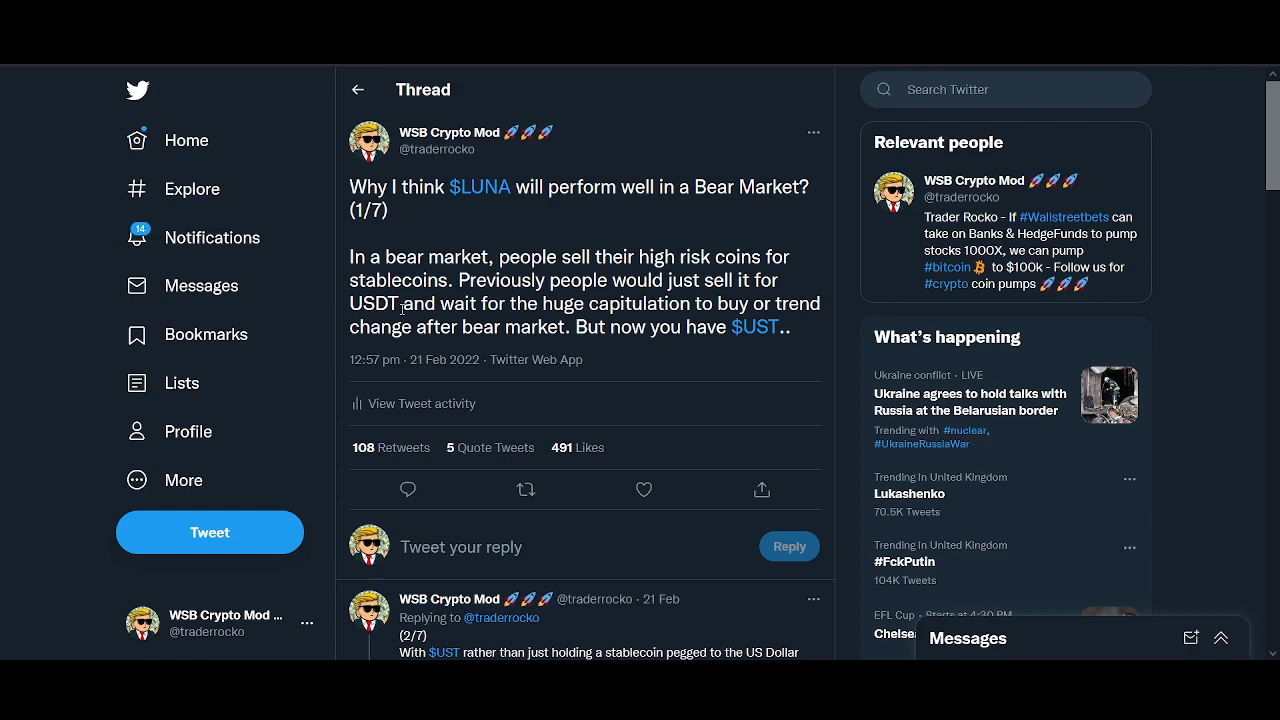 Home
Explore
14
Notifications
Messages
Bookmarks
Lists
Profile
More
Tweet
WSB Crypto Mod ...
@traderrocko
Thread
WSB Crypto Mod 🚀🚀🚀
@traderrocko
Why I think $LUNA will perform well in a Bear Market?
(1/7)
In a bear market, people sell their high risk coins for
stablecoins. Previously people would just sell it for
USDT and wait for the huge capitulation to buy or trend
change after bear market. But now you have $UST..
12:57 pm · 21 Feb 2022 · Twitter Web App
View Tweet activity
108 Retweets 5 Quote Tweets 491 Likes
Tweet your reply
Reply
WSB Crypto Mod 🚀🚀🚀 @traderrocko · 21 Feb
Replying to @traderrocko
(2/7)
With $UST rather than just holding a stablecoin pegged to the US Dollar
Search Twitter
Relevant people
WSB Crypto Mod 🚀🚀🚀
@traderrocko
Trader Rocko - If #Wallstreetbets can
take on Banks & HedgeFunds to pump
stocks 1000X, we can pump
#bitcoin to $100k - Follow us for
#crypto coin pumps 🚀🚀🚀
What's happening
Ukraine conflict · LIVE
Ukraine agrees to hold talks with
Russia at the Belarusian border
Trending with #nuclear,
#UkraineRussiaWar
Trending in United Kingdom
Lukashenko
70.5K Tweets
Trending in United Kingdom
#FckPutin
104K Tweets
EFL Cup · Starts at 4:30 PM
Chelsea
Messages